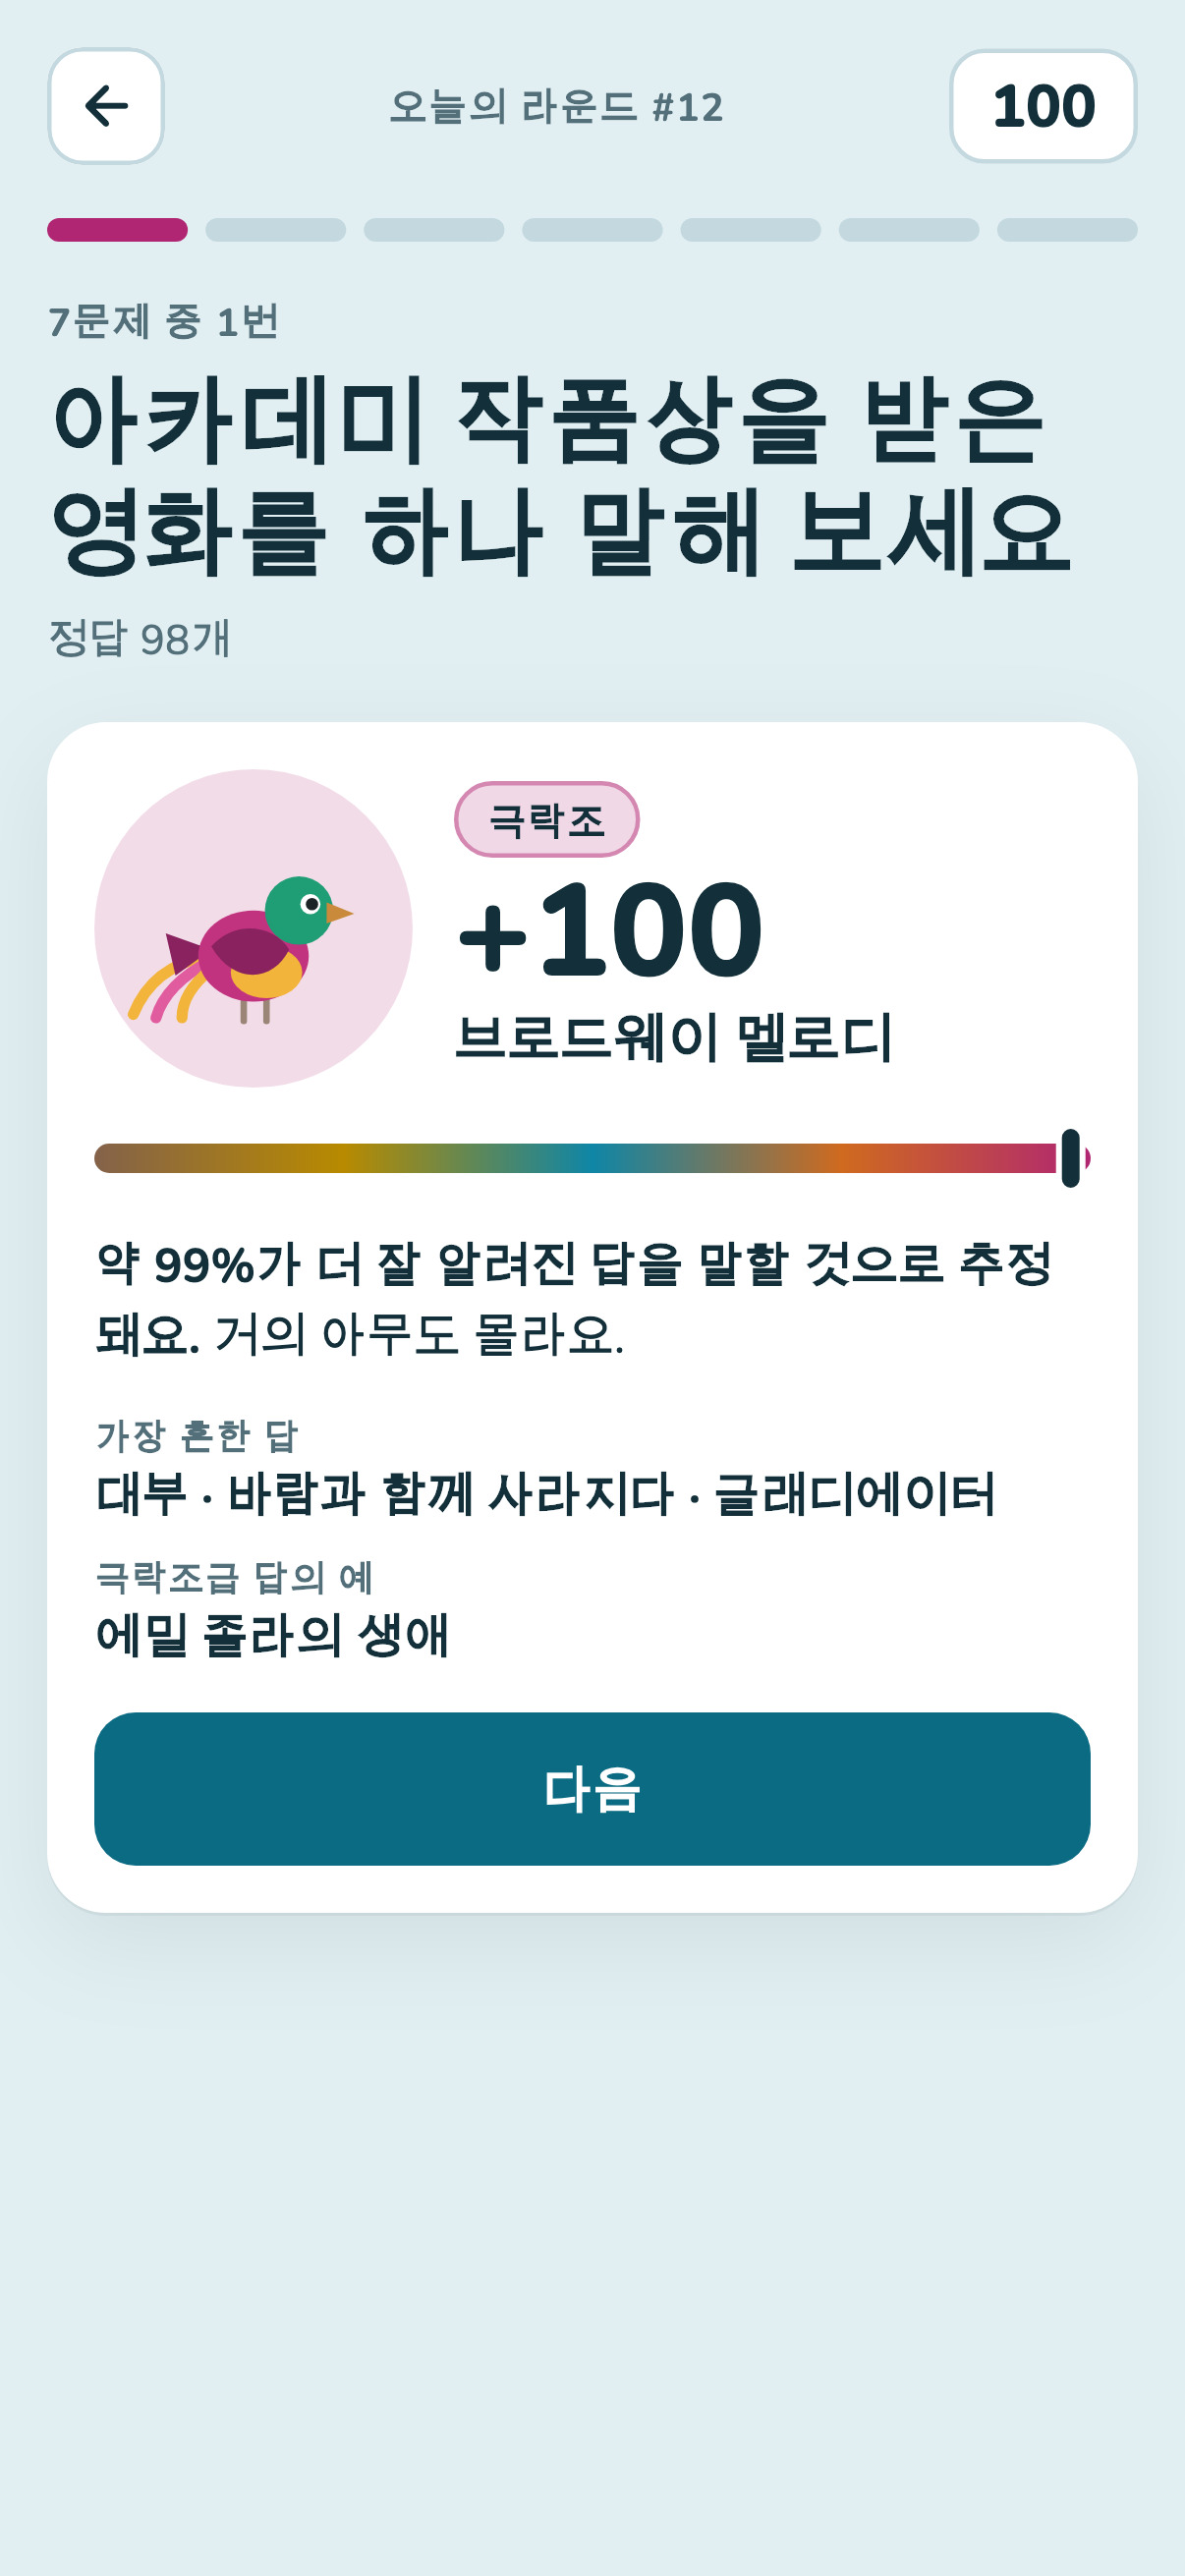 오늘의 라운드 #12
100
7문제 중 1번
아카데미 작품상을 받은
영화를 하나 말해 보세요
정답 98개
극락조
+100
브로드웨이 멜로디
약 99%가 더 잘 알려진 답을 말할 것으로 추정
돼요. 거의 아무도 몰라요.
가장 흔한 답
대부 · 바람과 함께 사라지다 · 글래디에이터
극락조급 답의 예
에밀 졸라의 생애
다음